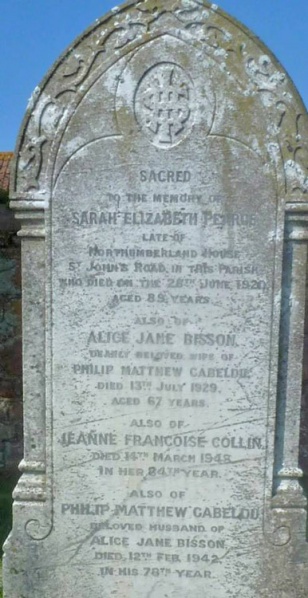 SACRED
TO THE MEMORY OF
SARAH ELIZABETH PEARCE
LATE OF
NORTHUMBERLAND HOUSE
ST JOHN'S ROAD, IN THIS PARISH
WHO DIED ON THE 28TH JUNE, 1920
AGED 89 YEARS.
ALSO OF
ALICE JANE BISSON,
DEARLY BELOVED WIFE OF
PHILIP MATTHEW CABELDU,
DIED 13TH JULY 1929,
AGED 67 YEARS.
ALSO OF
JEANNE FRANCOISE COLLIN,
DIED 14TH MARCH 1948,
IN HER 84TH YEAR.
ALSO OF
PHILIP MATTHEW CABELDU
BELOVED HUSBAND OF
ALICE JANE BISSON,
DIED 12TH FEB. 1942,
IN HIS 78TH YEAR.